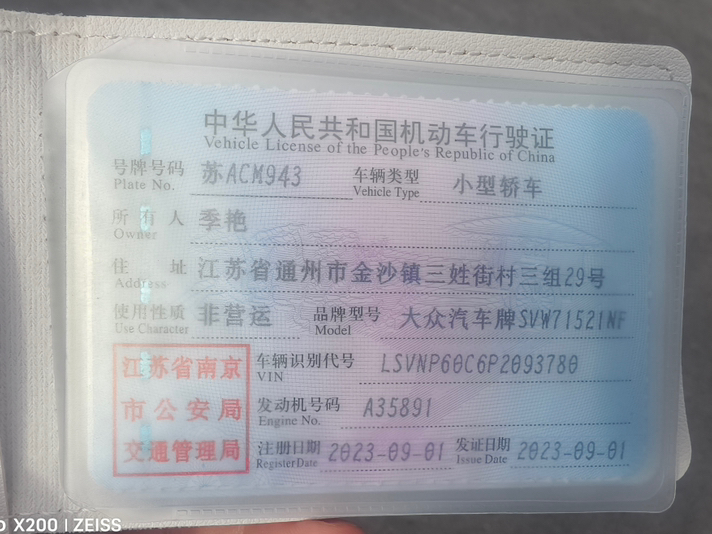 中华人民共和国机动车行驶证
Vehicle License of the People's Republic of China
号牌号码 苏ACM943 车辆类型 小型轿车
Plate No. Vehicle Type
所有人 季艳
Owner
住址 江苏省通州市金沙镇三姓街村三组29号
Address
使用性质 非营运 品牌型号 大众汽车牌SVW71521NF
Use Character Model
江苏省南京 车辆识别代号 LSVNP60C6P2093780
VIN
市公安局 发动机号码 A35891
Engine No.
交通管理局 注册日期 2023-09-01 发证日期 2023-09-01
Register Date Issue Date
X200 | ZEISS